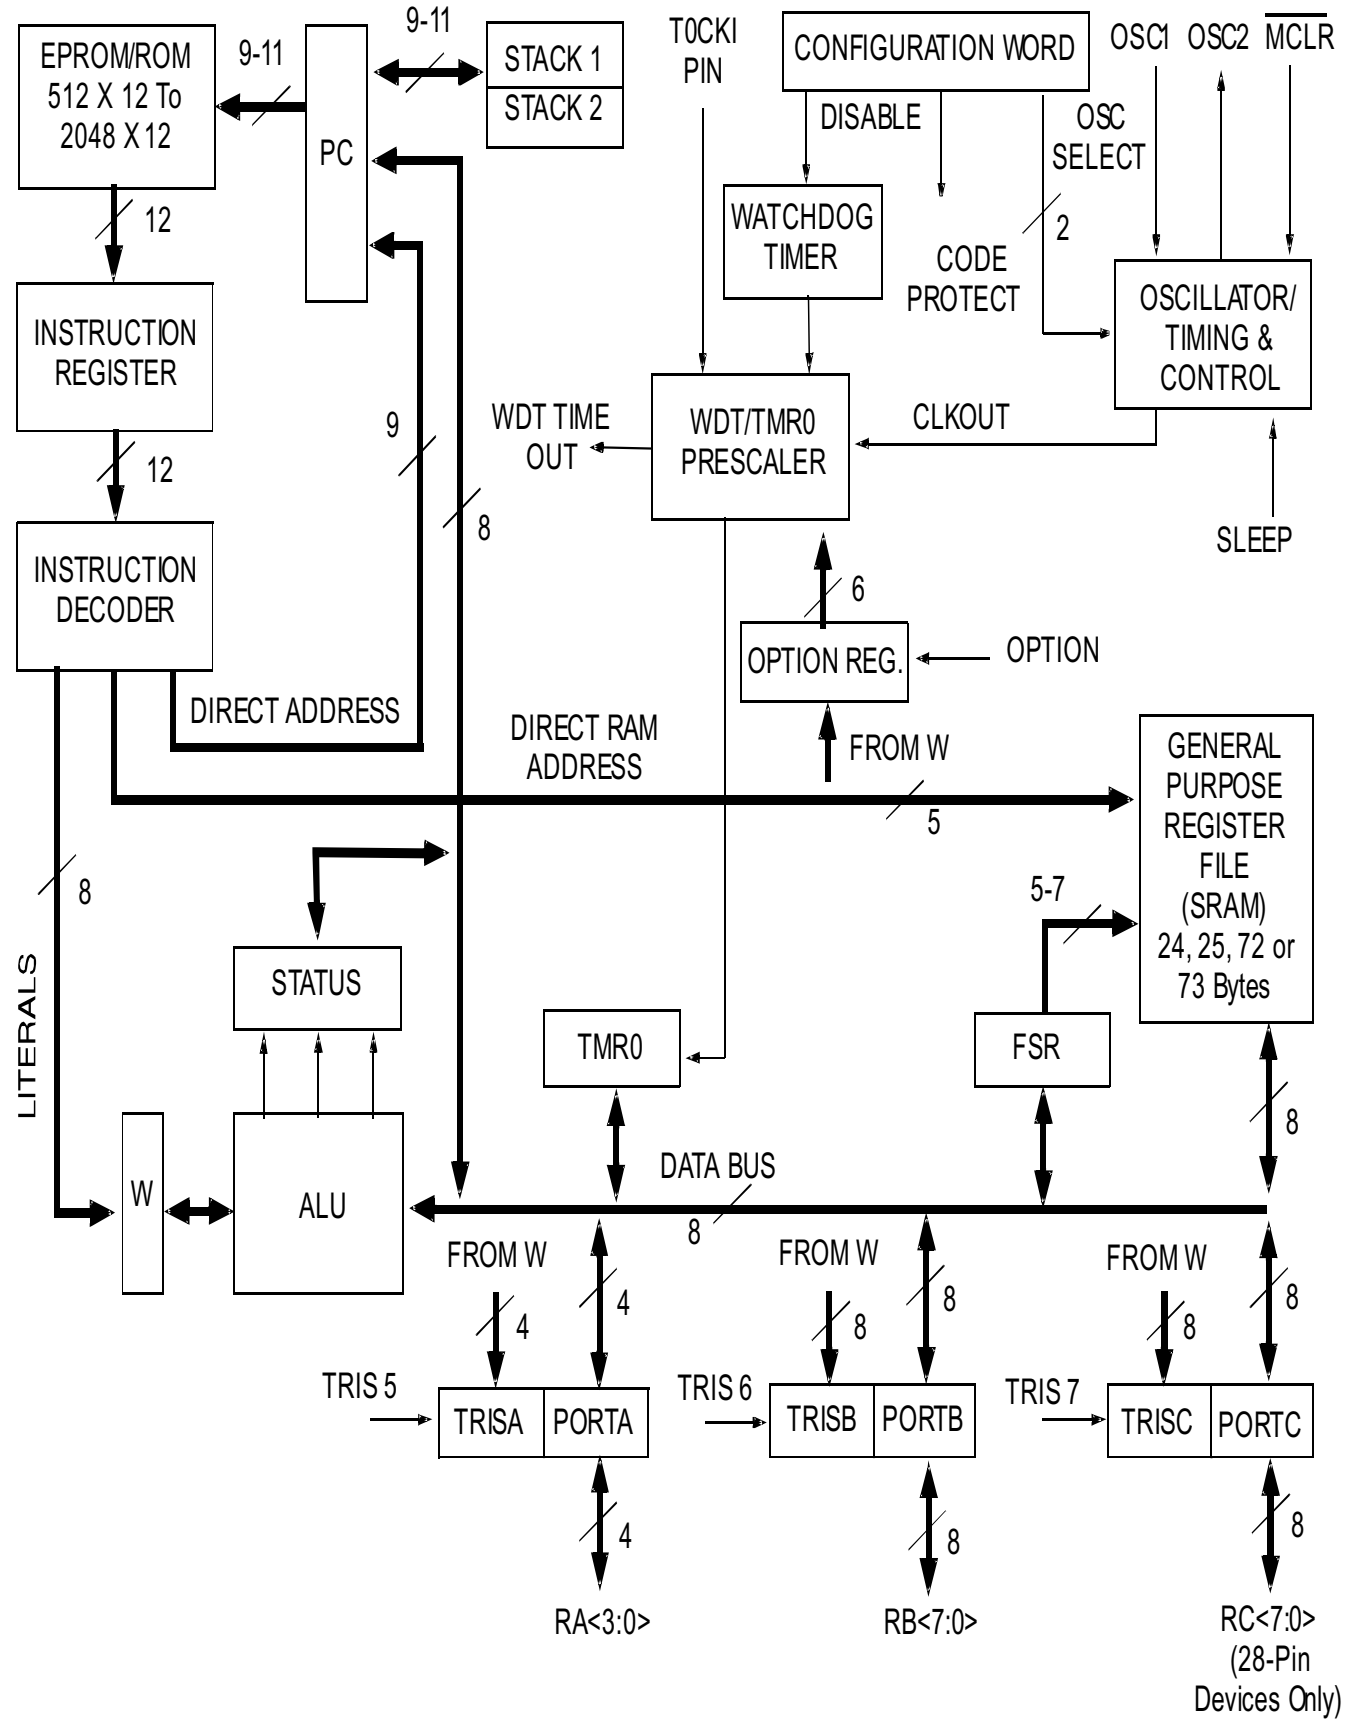 EPROM/ROM
512 X 12 To
2048 X 12
9-11
PC
9-11
STACK 1
STACK 2
T0CKI
PIN
CONFIGURATION WORD
OSC1
OSC2
MCLR
DISABLE
OSC
SELECT
12
WATCHDOG
TIMER
2
CODE
PROTECT
INSTRUCTION
REGISTER
OSCILLATOR/
TIMING &
CONTROL
9
WDT TIME
OUT
WDT/TMR0
PRESCALER
CLKOUT
12
8
SLEEP
INSTRUCTION
DECODER
6
OPTION REG.
OPTION
DIRECT ADDRESS
DIRECT RAM
ADDRESS
FROM W
5
GENERAL
PURPOSE
REGISTER
FILE
(SRAM)
24, 25, 72 or
73 Bytes
8
LITERALS
5-7
STATUS
TMR0
FSR
8
W
ALU
DATA BUS
8
FROM W
4
4
FROM W
8
8
FROM W
8
8
TRIS 5
TRISA
PORTA
TRIS 6
TRISB
PORTB
TRIS 7
TRISC
PORTC
4
8
8
RA<3:0>
RB<7:0>
RC<7:0>
(28-Pin
Devices Only)